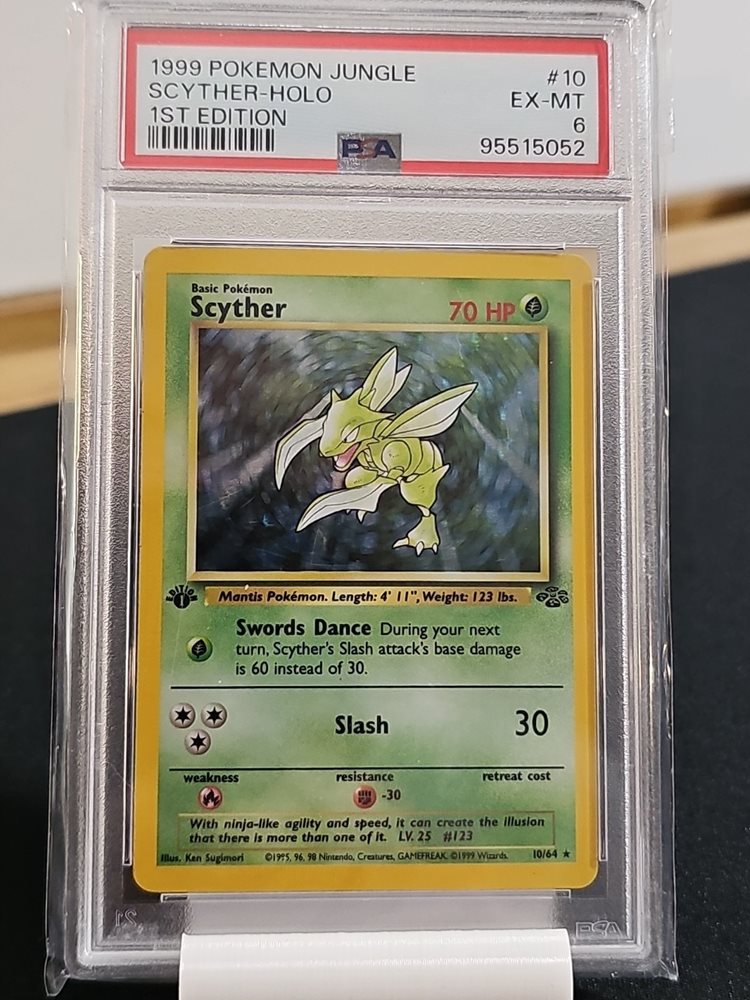 1999 POKEMON JUNGLE #10
SCYTHER-HOLO EX-MT
1ST EDITION 6
PSA 95515052
Basic Pokémon
Scyther 70 HP
EDITION
1
Mantis Pokémon. Length: 4' 11", Weight: 123 lbs.
Swords Dance During your next
turn, Scyther's Slash attack's base damage
is 60 instead of 30.
Slash 30
weakness resistance retreat cost
-30
With ninja-like agility and speed, it can create the illusion
that there is more than one of it. LV. 25 #123
Illus. Ken Sugimori ©1995, 96, 98 Nintendo, Creatures, GAMEFREAK. ©1999 Wizards. 10/64 ★
PSA